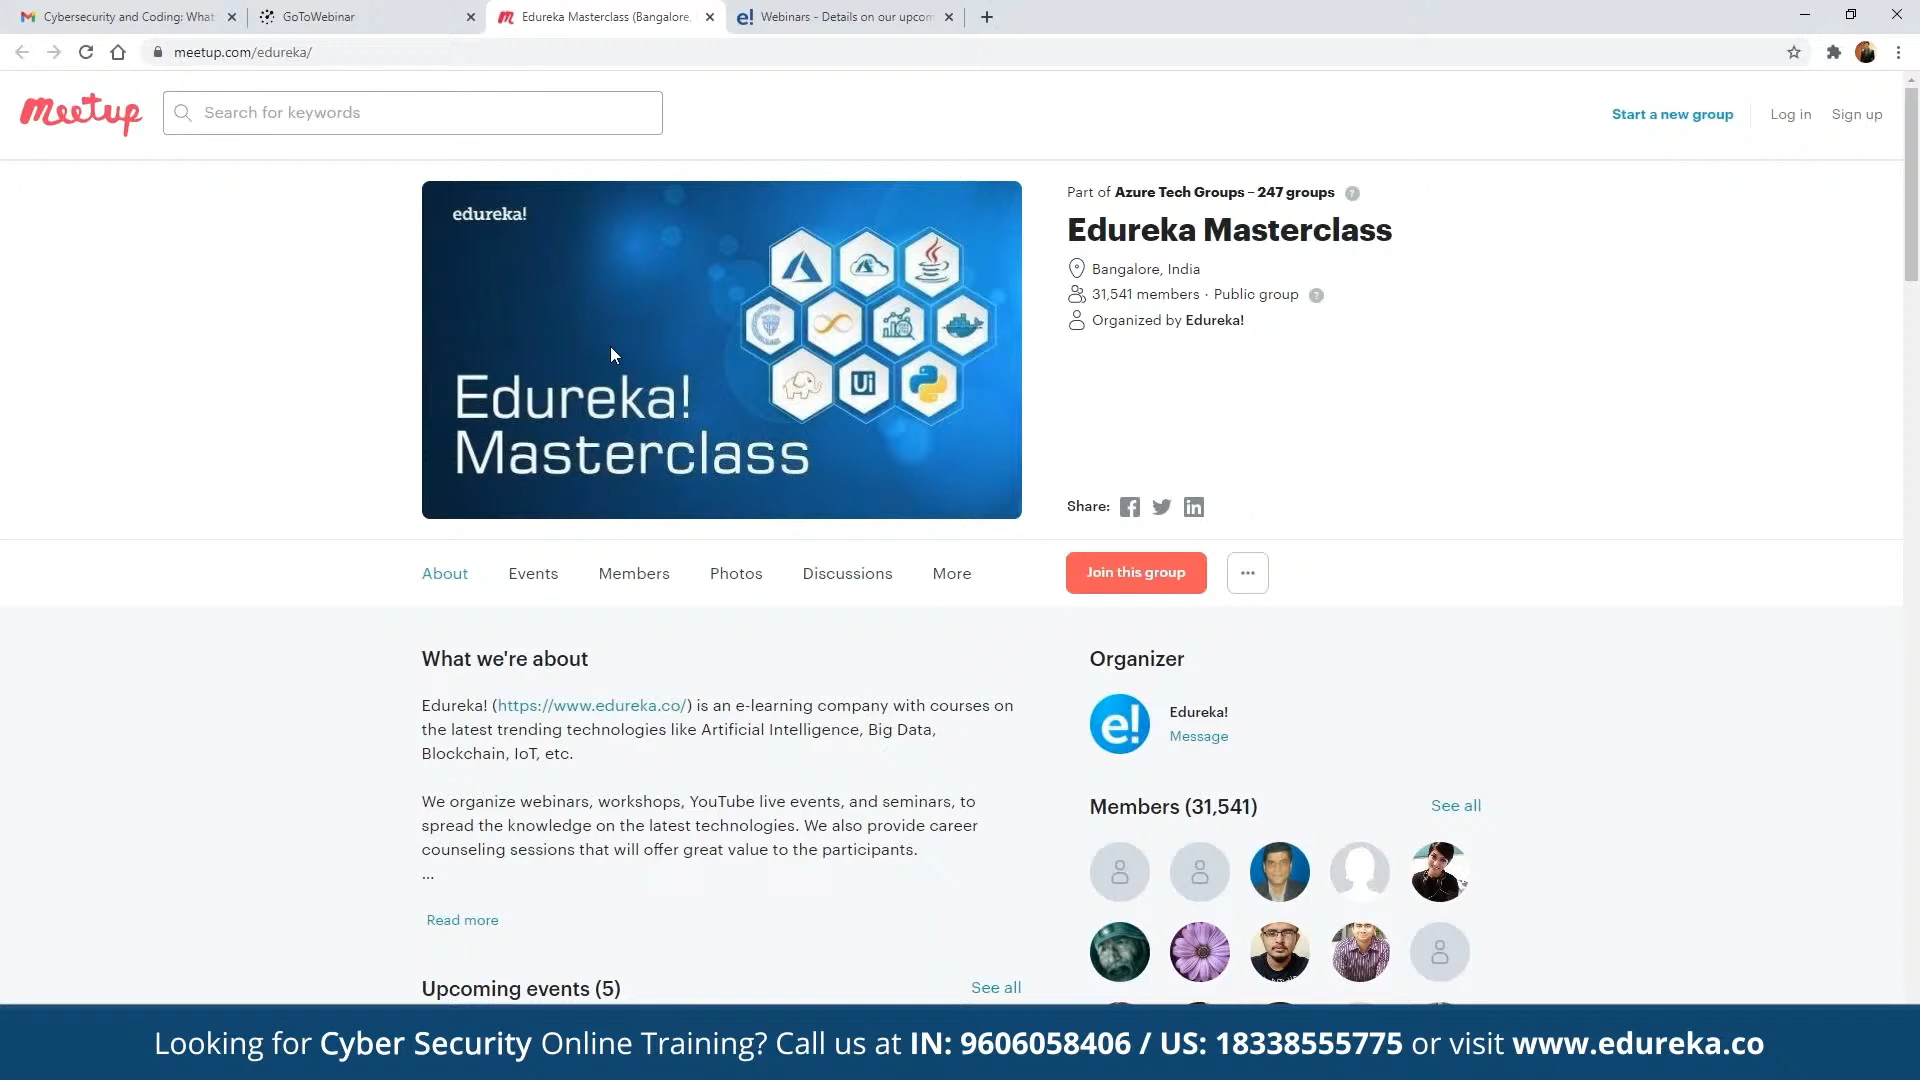 Cybersecurity and Coding: What
GoToWebinar
Edureka Masterclass (Bangalore,
e! Webinars - Details on our upcom
meetup.com/edureka/
meetup
Search for keywords
Start a new group
Log in
Sign up
edureka!
Ui
Edureka!
Masterclass
Part of Azure Tech Groups – 247 groups ?
Edureka Masterclass
Bangalore, India
31,541 members · Public group ?
Organized by Edureka!
Share:
About
Events
Members
Photos
Discussions
More
Join this group
What we're about
Edureka! (https://www.edureka.co/) is an e-learning company with courses on
the latest trending technologies like Artificial Intelligence, Big Data,
Blockchain, IoT, etc.
We organize webinars, workshops, YouTube live events, and seminars, to
spread the knowledge on the latest technologies. We also provide career
counseling sessions that will offer great value to the participants.
...
Read more
Upcoming events (5)
See all
Organizer
e!
Edureka!
Message
Members (31,541)
See all
Looking for Cyber Security Online Training? Call us at IN: 9606058406 / US: 18338555775 or visit www.edureka.co